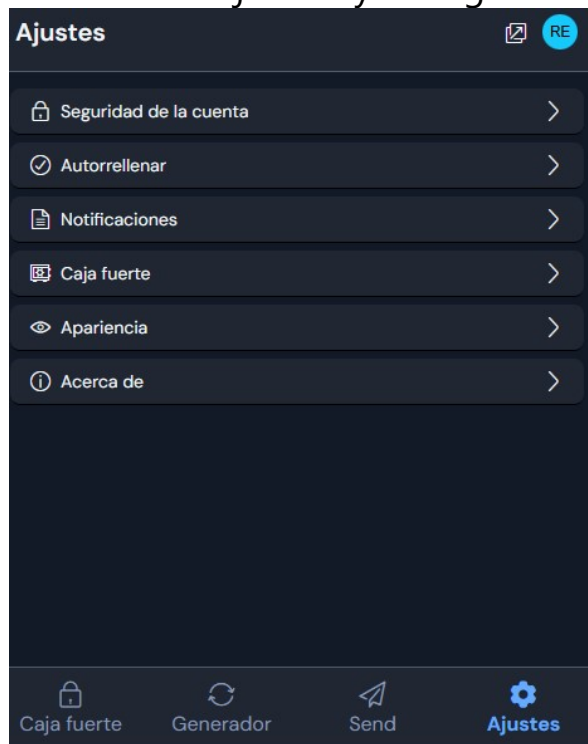 Ajustes
RE
Seguridad de la cuenta
Autorrellenar
Notificaciones
Caja fuerte
Apariencia
Acerca de
Caja fuerte Generador Send Ajustes